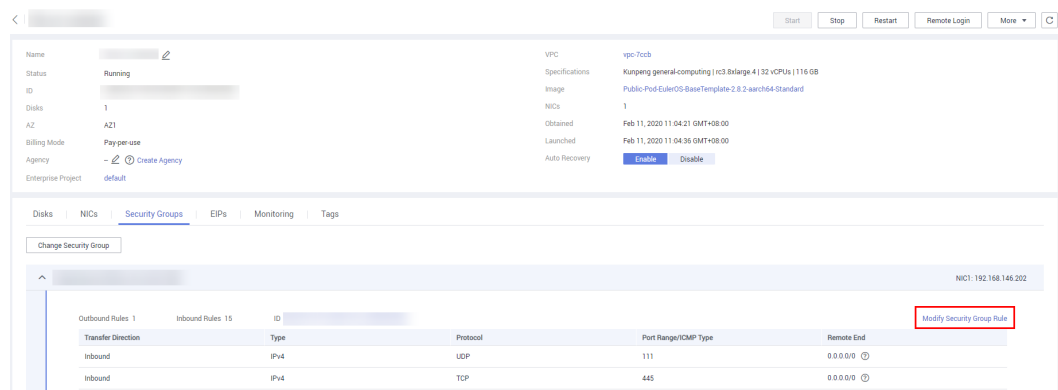 Start Stop Restart Remote Login More
Name VPC vpc-7ccb
Status Running Specifications Kunpeng general-computing | rc3.8xlarge.4 | 32 vCPUs | 116 GB
ID Image Public-Pod-EulerOS-BaseTemplate-2.8.2-aarch64-Standard
Disks 1 NICs 1
AZ AZ1 Obtained Feb 11, 2020 11:04:21 GMT+08:00
Billing Mode Pay-per-use Launched Feb 11, 2020 11:04:36 GMT+08:00
Agency -- Create Agency Auto Recovery Enable Disable
Enterprise Project default
Disks NICs Security Groups EIPs Monitoring Tags
Change Security Group
NIC1: 192.168.146.202
Outbound Rules 1 Inbound Rules 15 ID Modify Security Group Rule
Transfer Direction Type Protocol Port Range/ICMP Type Remote End
Inbound IPv4 UDP 111 0.0.0.0/0
Inbound IPv4 TCP 445 0.0.0.0/0